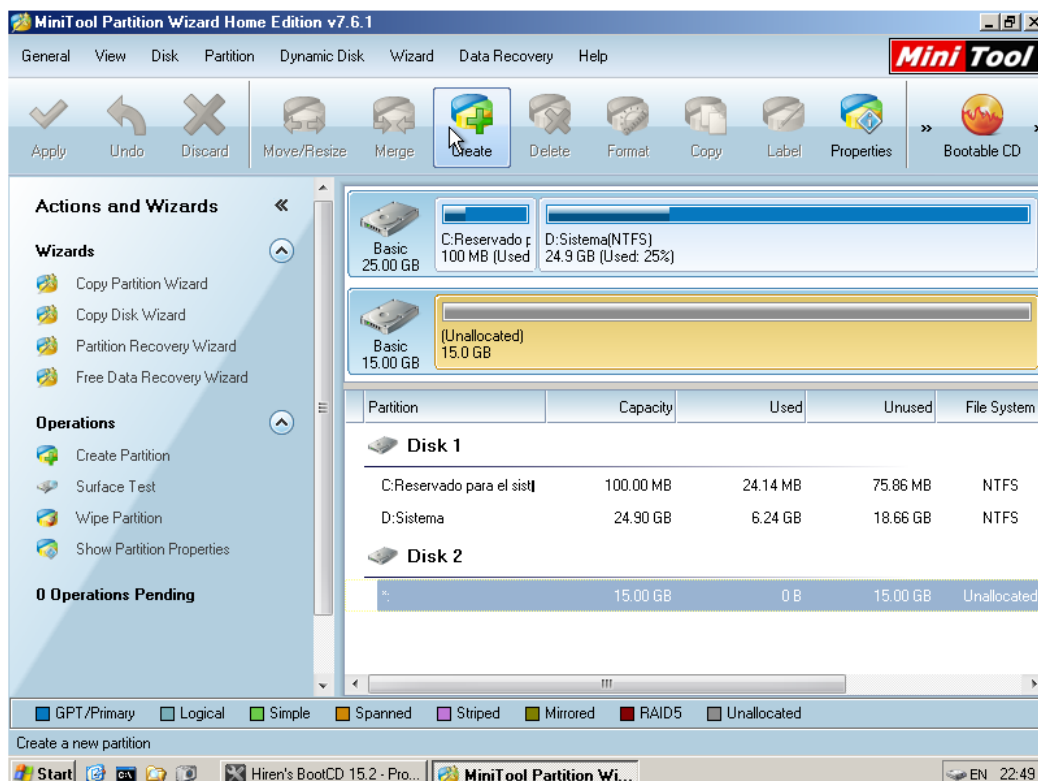 MiniTool Partition Wizard Home Edition v7.6.1
General View Disk Partition Dynamic Disk Wizard Data Recovery Help
Mini Tool
Apply Undo Discard Move/Resize Merge Create Delete Format Copy Label Properties » Bootable CD »
Actions and Wizards «
Wizards
Copy Partition Wizard
Copy Disk Wizard
Partition Recovery Wizard
Free Data Recovery Wizard
Operations
Create Partition
Surface Test
Wipe Partition
Show Partition Properties
0 Operations Pending
Basic
25.00 GB
C:Reservado p
100 MB (Used
D:Sistema(NTFS)
24.9 GB (Used: 25%)
Basic
15.00 GB
(Unallocated)
15.0 GB
Partition Capacity Used Unused File System
Disk 1
C:Reservado para el sist 100.00 MB 24.14 MB 75.86 MB NTFS
D:Sistema 24.90 GB 6.24 GB 18.66 GB NTFS
Disk 2
*: 15.00 GB 0 B 15.00 GB Unallocated
GPT/Primary Logical Simple Spanned Striped Mirrored RAID5 Unallocated
Create a new partition
Start Hiren's BootCD 15.2 - Pro... MiniTool Partition Wi... EN 22:49